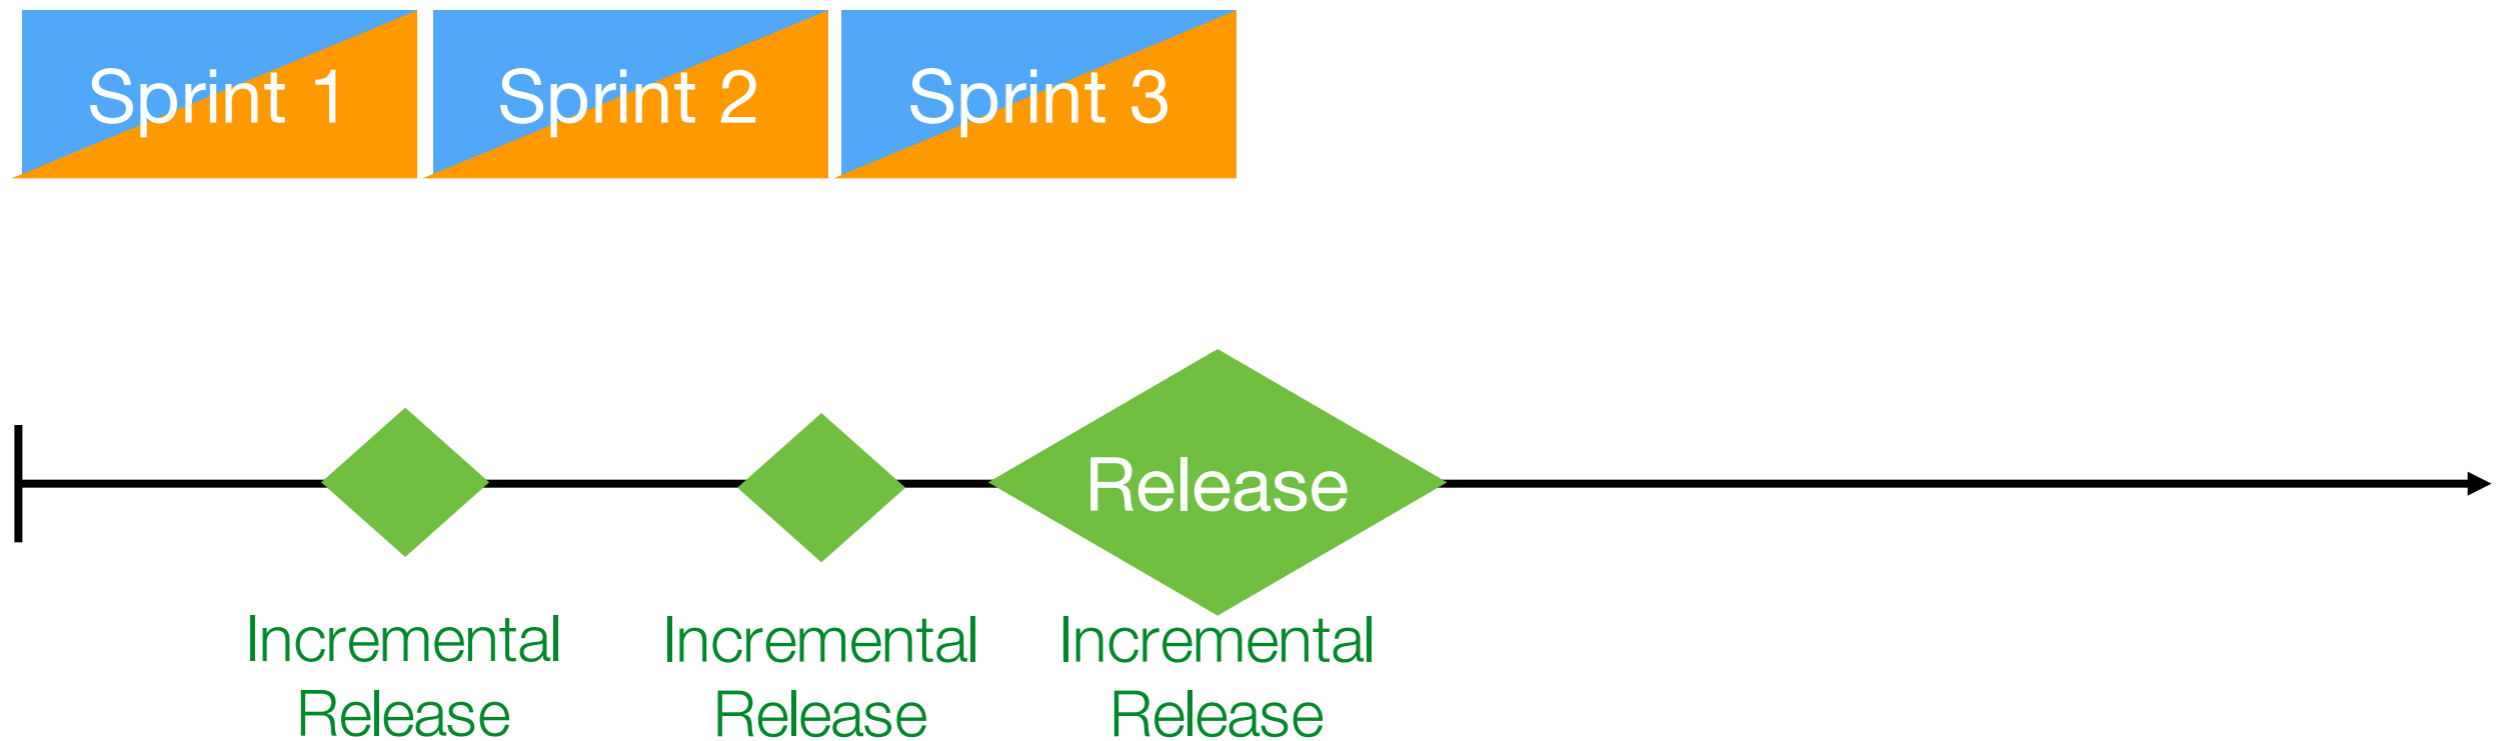 Sprint 1
Sprint 2
Sprint 3
Release
Incremental
Release
Incremental
Release
Incremental
Release